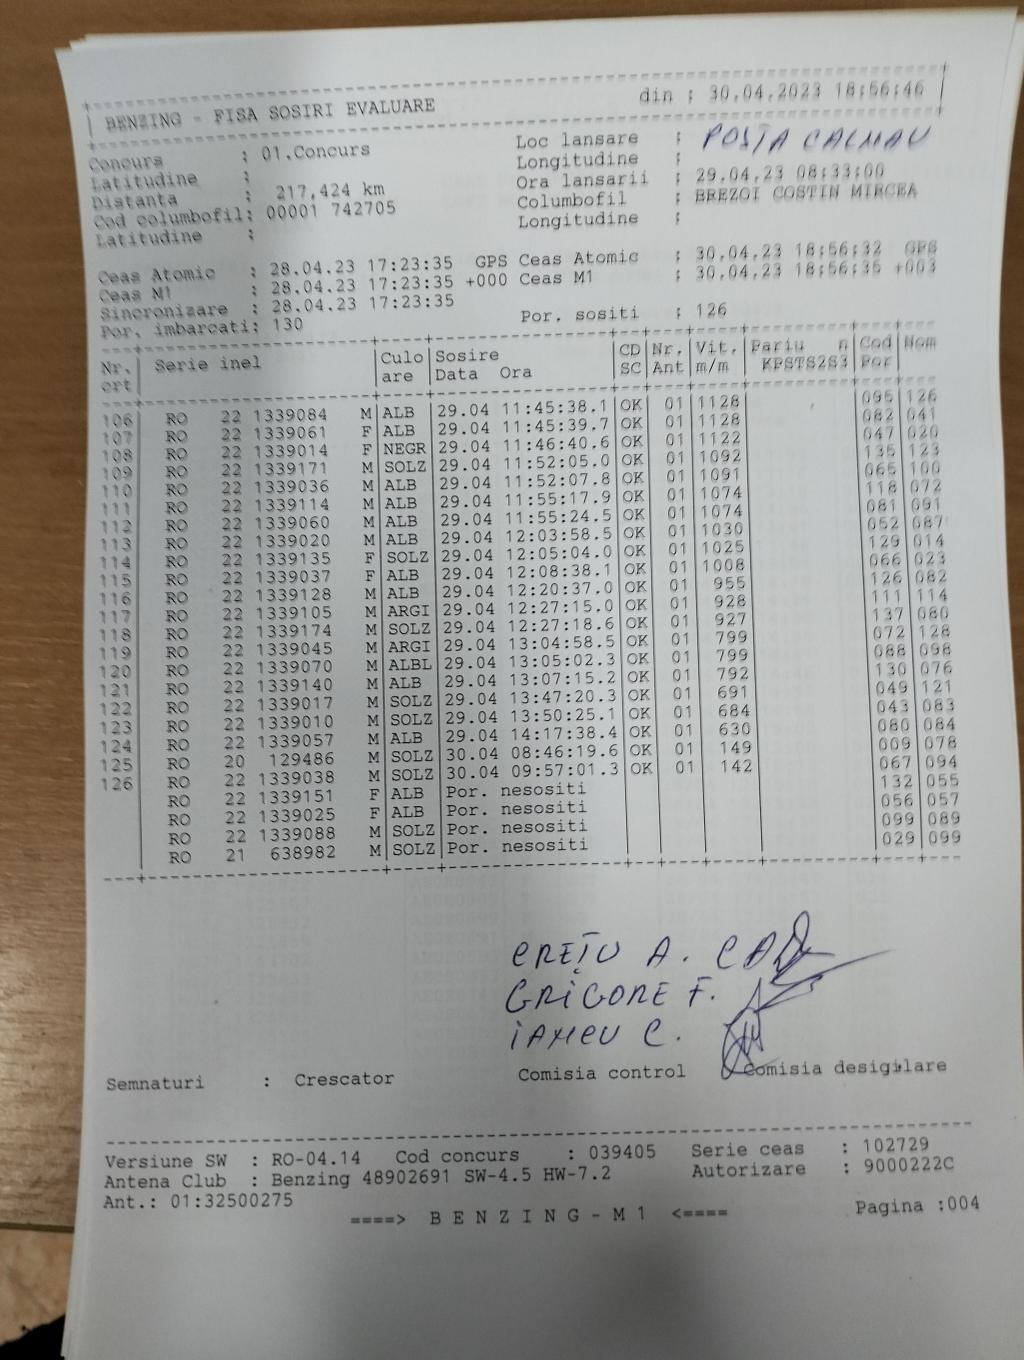 BENZING - FISA SOSIRI EVALUARE din : 30.04.2023 18:56:46
Concurs : 01.Concurs Loc lansare : POSTA CALMAU
Latitudine : Longitudine :
Distanta : 217,424 km Ora lansarii : 29.04.23 08:33:00
Cod columbofil: 00001 742705 Columbofil : BREZOI COSTIN MIRCEA
Latitudine : Longitudine :
Ceas Atomic : 28.04.23 17:23:35 GPS Ceas Atomic : 30.04.23 18:56:32 GPS
Ceas M1 : 28.04.23 17:23:35 +000 Ceas M1 : 30.04.23 18:56:35 +003
Sincronizare : 28.04.23 17:23:35
Por. imbarcati: 130 Por. sositi : 126
Nr. Serie inel Culo Sosire CD Nr. Vit. Pariu n Cod Nom
crt are Data Ora SC Ant m/m KPSTS2S3 Por
106 RO 22 1339084 M ALB 29.04 11:45:38.1 OK 01 1128 095 126
107 RO 22 1339061 F ALB 29.04 11:45:39.7 OK 01 1128 082 041
108 RO 22 1339014 F NEGR 29.04 11:46:40.6 OK 01 1122 047 020
109 RO 22 1339171 M SOLZ 29.04 11:52:05.0 OK 01 1092 135 123
110 RO 22 1339036 M ALB 29.04 11:52:07.8 OK 01 1091 065 100
111 RO 22 1339114 M ALB 29.04 11:55:17.9 OK 01 1074 118 072
112 RO 22 1339060 M ALB 29.04 11:55:24.5 OK 01 1074 081 091
113 RO 22 1339020 M ALB 29.04 12:03:58.5 OK 01 1030 052 087
114 RO 22 1339135 F SOLZ 29.04 12:05:04.0 OK 01 1025 129 014
115 RO 22 1339037 F ALB 29.04 12:08:38.1 OK 01 1008 066 023
116 RO 22 1339128 M ALB 29.04 12:20:37.0 OK 01 955 126 082
117 RO 22 1339105 M ARGI 29.04 12:27:15.0 OK 01 928 111 114
118 RO 22 1339174 M SOLZ 29.04 12:27:18.6 OK 01 927 137 080
119 RO 22 1339045 M ARGI 29.04 13:04:58.5 OK 01 799 072 128
120 RO 22 1339070 M ALBL 29.04 13:05:02.3 OK 01 799 088 098
121 RO 22 1339140 M ALB 29.04 13:07:15.2 OK 01 792 130 076
122 RO 22 1339017 M SOLZ 29.04 13:47:20.3 OK 01 691 049 121
123 RO 22 1339010 M SOLZ 29.04 13:50:25.1 OK 01 684 043 083
124 RO 22 1339057 M ALB 29.04 14:17:38.4 OK 01 630 080 084
125 RO 20 129486 M SOLZ 30.04 08:46:19.6 OK 01 149 009 078
126 RO 22 1339038 M SOLZ 30.04 09:57:01.3 OK 01 142 067 094
RO 22 1339151 F ALB Por. nesositi 132 055
RO 22 1339025 F ALB Por. nesositi 056 057
RO 22 1339088 M SOLZ Por. nesositi 099 089
RO 21 638982 M SOLZ Por. nesositi 029 099
CREȚU A.
GRIGORE F.
Semnaturi : Crescator Comisia control Comisia desigilare
Versiune SW : RO-04.14 Cod concurs : 039405 Serie ceas : 102729
Antena Club : Benzing 48902691 SW-4.5 HW-7.2 Autorizare : 9000222C
Ant.: 01:32500275
====> B E N Z I N G - M 1 <==== Pagina :004